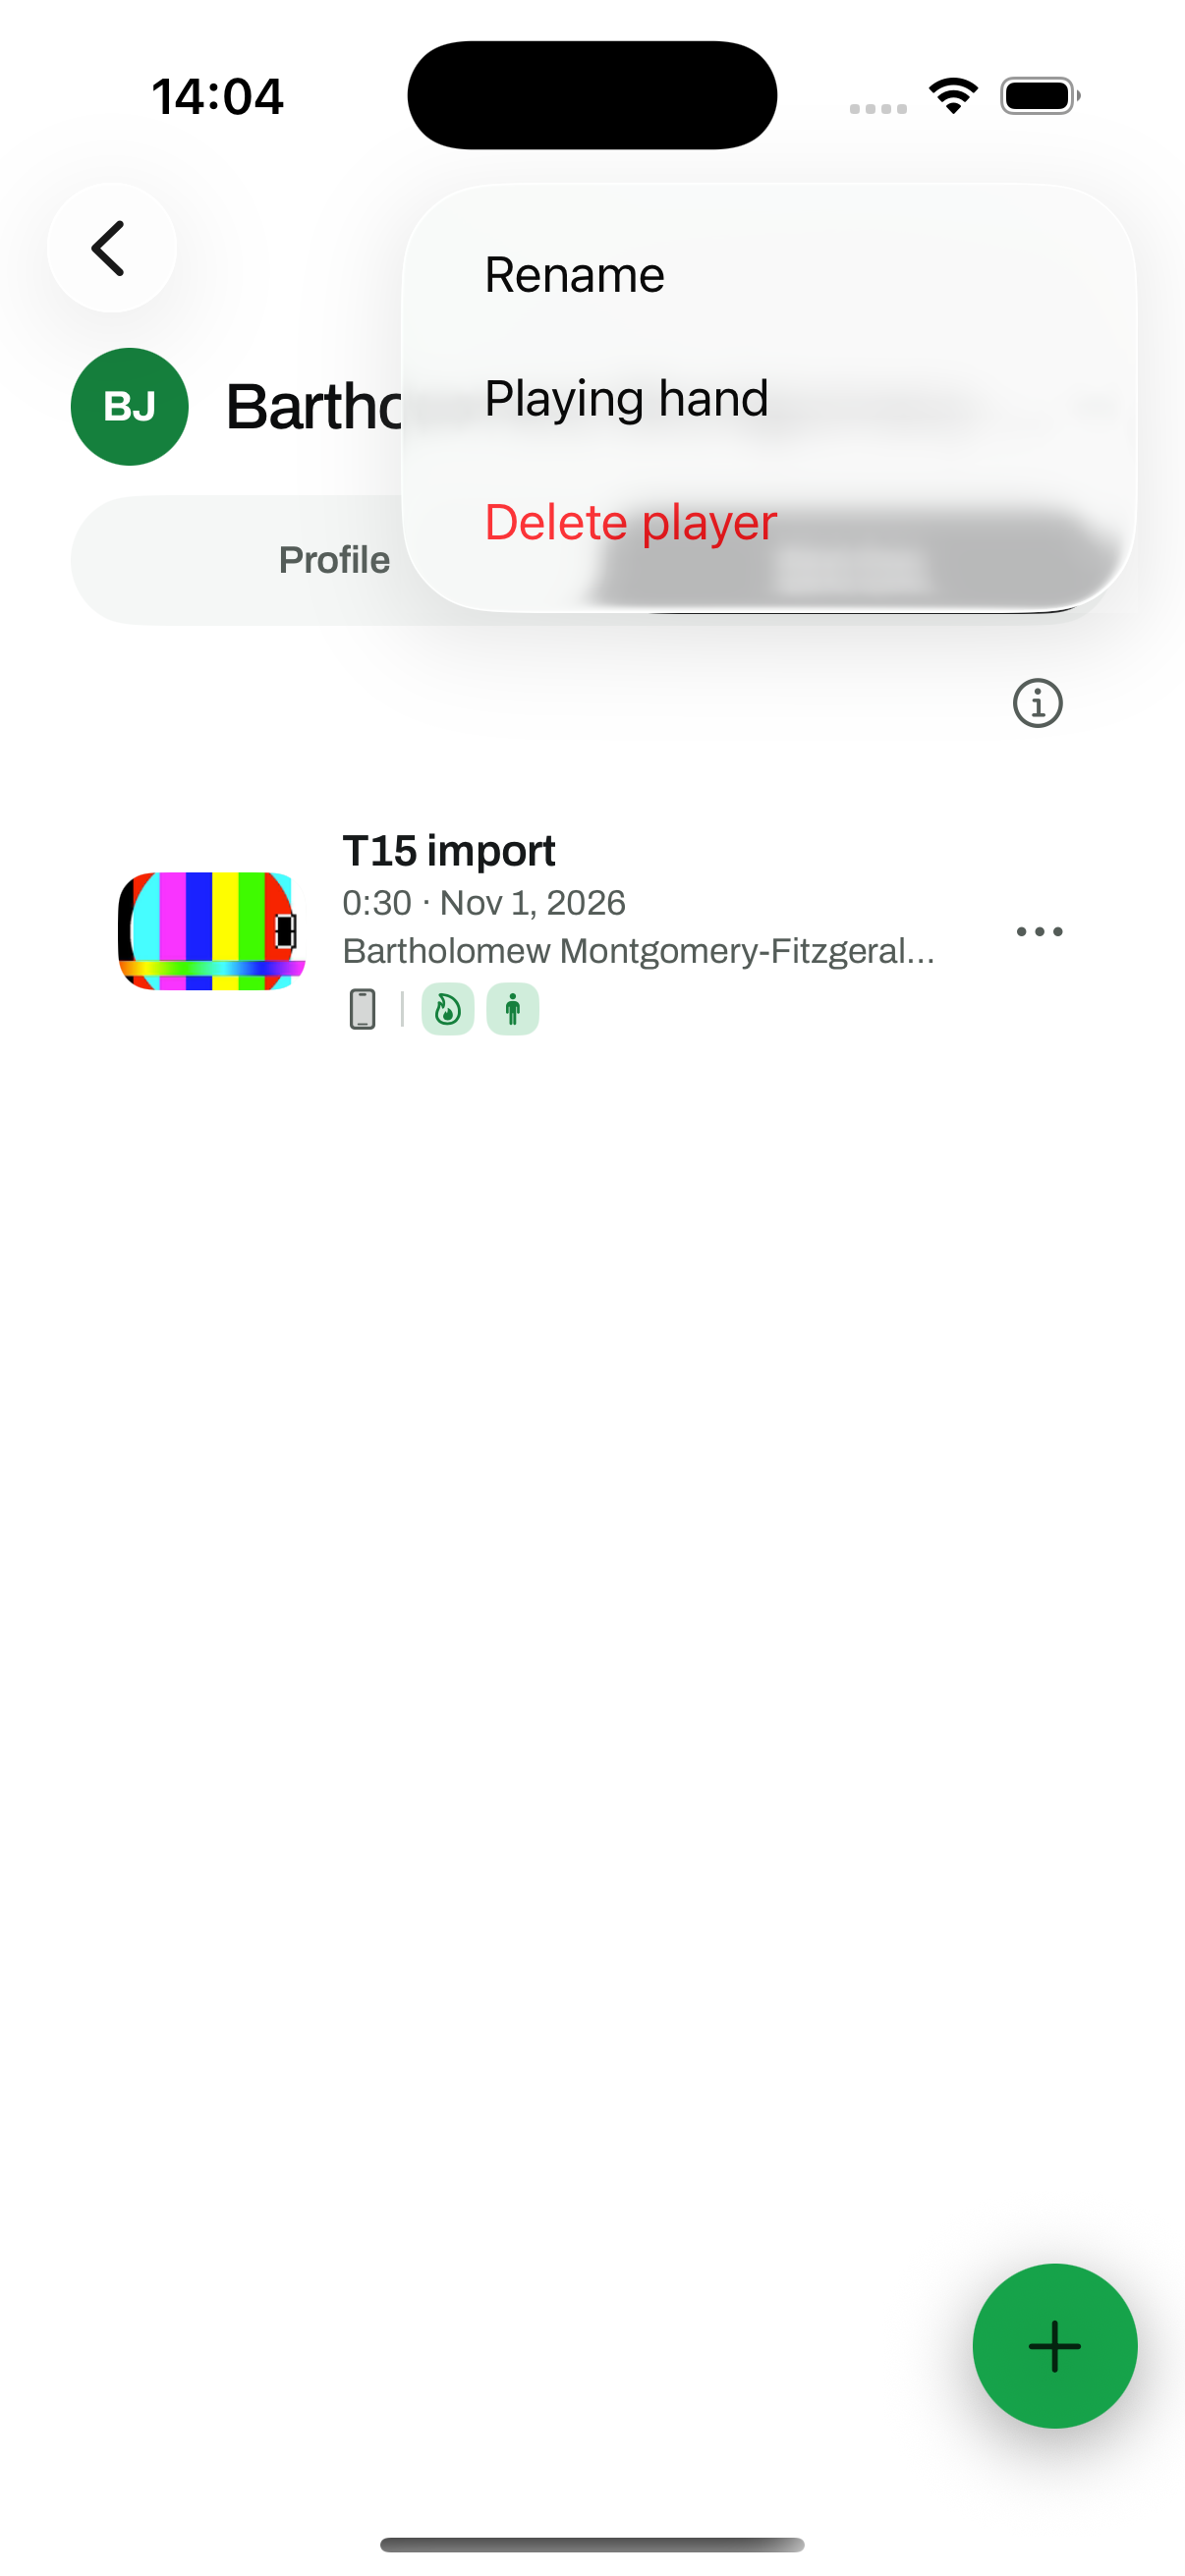 14:04
Rename
BJ
Playing hand
Delete player
Profile
T15 import
0:30 · Nov 1, 2026
Bartholomew Montgomery-Fitzgeral...